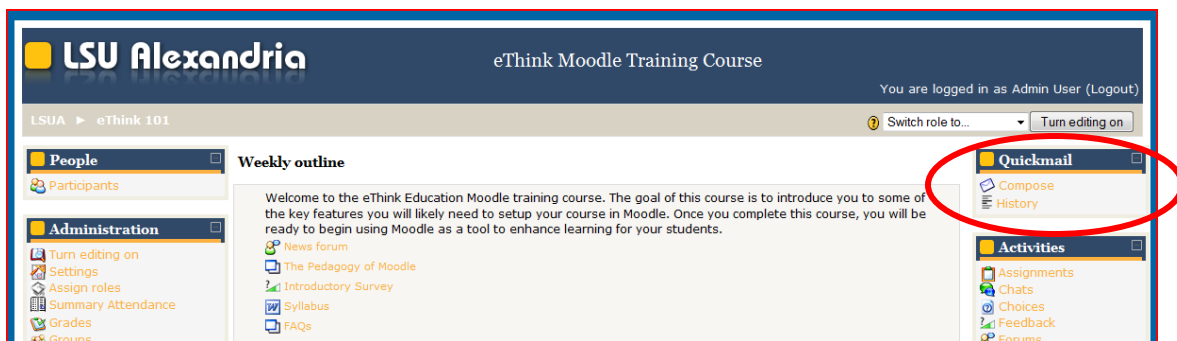 LSU Alexandria
eThink Moodle Training Course
You are logged in as Admin User (Logout)
LSUA ► eThink 101
Switch role to...
Turn editing on
People
Participants
Administration
Turn editing on
Settings
Assign roles
Summary Attendance
Grades
Groups
Weekly outline
Welcome to the eThink Education Moodle training course. The goal of this course is to introduce you to some of
the key features you will likely need to setup your course in Moodle. Once you complete this course, you will be
ready to begin using Moodle as a tool to enhance learning for your students.
News forum
The Pedagogy of Moodle
Introductory Survey
Syllabus
FAQs
Quickmail
Compose
History
Activities
Assignments
Chats
Choices
Feedback
Forums